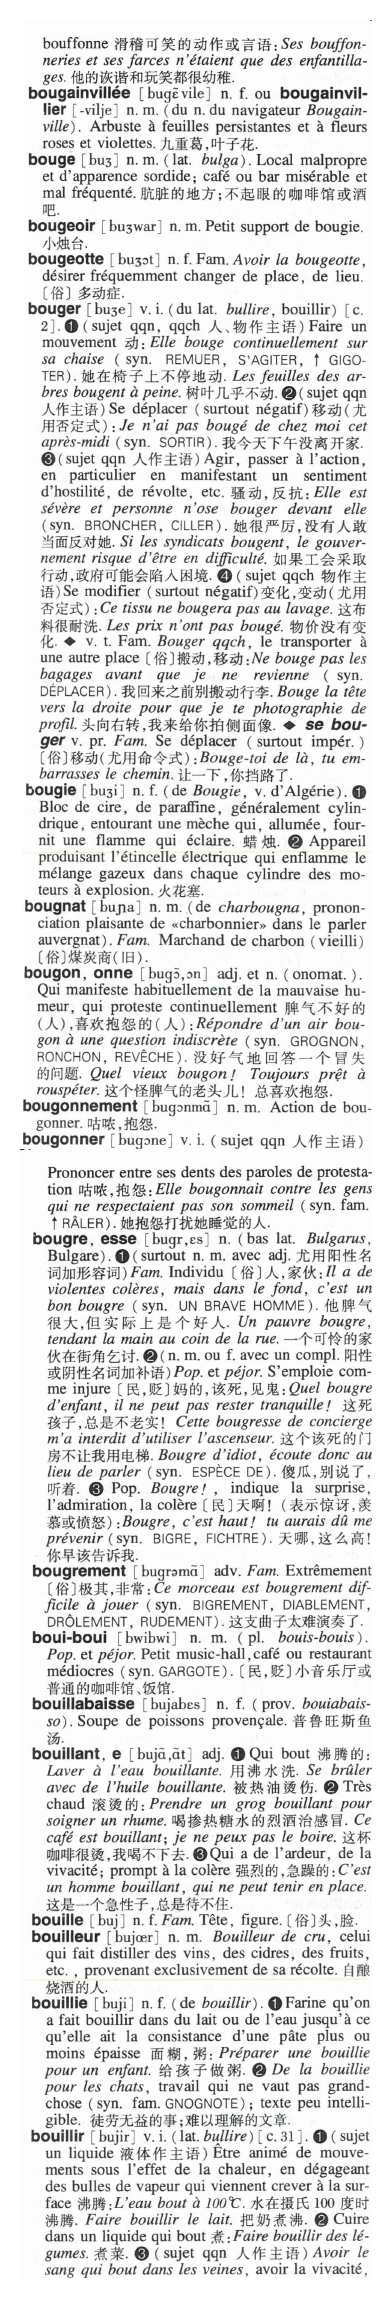 bouffonne 滑稽可笑的动作或言语:Ses bouffon-
neries et ses farces n'étaient que des enfantilla-
ges. 他的诙谐和玩笑都很幼稚.
bougainvillée [bugɛ̃vile] n. f. ou bougainvil-
lier [-vilje] n. m. (du n. du navigateur Bougain-
ville). Arbuste à feuilles persistantes et à fleurs
roses et violettes. 九重葛,叶子花.
bouge [buʒ] n. m. (lat. bulga). Local malpropre
et d'apparence sordide; café ou bar misérable et
mal fréquenté. 肮脏的地方;不起眼的咖啡馆或酒
吧.
bougeoir [buʒwar] n. m. Petit support de bougie.
小烛台.
bougeotte [buʒɔt] n. f. Fam. Avoir la bougeotte,
désirer fréquemment changer de place, de lieu.
〔俗〕多动症.
bouger [buʒe] v. i. (du lat. bullire, bouillir) [c.
2]. ❶ (sujet qqn, qqch 人、物作主语) Faire un
mouvement 动: Elle bouge continuellement sur
sa chaise (syn. REMUER, S'AGITER, ↑ GIGO-
TER). 她在椅子上不停地动. Les feuilles des ar-
bres bougent à peine. 树叶几乎不动. ❷ (sujet qqn
人作主语) Se déplacer (surtout négatif) 移动(尤
用否定式): Je n'ai pas bougé de chez moi cet
après-midi (syn. SORTIR). 我今天下午没离开家.
❸ (sujet qqn 人作主语) Agir, passer à l'action,
en particulier en manifestant un sentiment
d'hostilité, de révolte, etc. 骚动,反抗: Elle est
sévère et personne n'ose bouger devant elle
(syn. BRONCHER, CILLER). 她很严厉,没有人敢
当面反对她. Si les syndicats bougent, le gouver-
nement risque d'être en difficulté. 如果工会采取
行动,政府可能会陷入困境. ❹ (sujet qqch 物作主
语) Se modifier (surtout négatif) 变化,变动(尤用
否定式): Ce tissu ne bougera pas au lavage. 这布
料很耐洗. Les prix n'ont pas bougé. 物价没有变
化. ◆ v. t. Fam. Bouger qqch, le transporter à
une autre place〔俗〕搬动,移动: Ne bouge pas les
bagages avant que je ne revienne (syn.
DÉPLACER). 我回来之前别搬动行李. Bouge la tête
vers la droite pour que je te photographie de
profil. 头向右转,我来给你拍侧面像. ◆ se bou-
ger v. pr. Fam. Se déplacer (surtout impér.)
〔俗〕移动(尤用命令式): Bouge-toi de là, tu em-
barrasses le chemin. 让一下,你挡路了.
bougie [buʒi] n. f. (de Bougie, v. d'Algérie). ❶
Bloc de cire, de paraffine, généralement cylin-
drique, entourant une mèche qui, allumée, four-
nit une flamme qui éclaire. 蜡烛. ❷ Appareil
produisant l'étincelle électrique qui enflamme le
mélange gazeux dans chaque cylindre des mo-
teurs à explosion. 火花塞.
bougnat [buɲa] n. m. (de charbougna, pronon-
ciation plaisante de «charbonnier» dans le parler
auvergnat). Fam. Marchand de charbon (vieilli)
〔俗〕煤炭商(旧).
bougon, onne [bugɔ̃,ɔn] adj. et n. (onomat.).
Qui manifeste habituellement de la mauvaise hu-
meur, qui proteste continuellement 脾气不好的
(人),喜欢抱怨的(人): Répondre d'un air bou-
gon à une question indiscrète (syn. GROGNON,
RONCHON, REVÊCHE). 没好气地回答一个冒失
的问题. Quel vieux bougon! Toujours prêt à
rouspéter. 这个怪脾气的老头儿! 总喜欢抱怨.
bougonnement [bugɔnmɑ̃] n. m. Action de bou-
gonner. 咕哝,抱怨.
bougonner [bugɔne] v. i. (sujet qqn 人作主语)
Prononcer entre ses dents des paroles de protesta-
tion 咕哝,抱怨: Elle bougonnait contre les gens
qui ne respectaient pas son sommeil (syn. fam.
↑ RÂLER). 她抱怨打扰她睡觉的人.
bougre, esse [bugr,ɛs] n. (bas lat. Bulgarus,
Bulgare). ❶ (surtout n. m. avec adj. 尤用阳性名
词加形容词) Fam. Individu〔俗〕人,家伙: Il a de
violentes colères, mais dans le fond, c'est un
bon bougre (syn. UN BRAVE HOMME). 他脾气
很大,但实际上是个好人. Un pauvre bougre,
tendant la main au coin de la rue. 一个可怜的家
伙在街角乞讨. ❷ (n. m. ou f. avec un compl. 阳性
或阴性名词加补语) Pop. et péjor. S'emploie com-
me injure〔民,贬〕妈的,该死,见鬼: Quel bougre
d'enfant, il ne peut pas rester tranquille! 这死
孩子,总是不老实! Cette bougresse de concierge
m'a interdit d'utiliser l'ascenseur. 这个该死的门
房不让我用电梯. Bougre d'idiot, écoute donc au
lieu de parler (syn. ESPÈCE DE). 傻瓜,别说了,
听着. ❸ Pop. Bougre!, indique la surprise,
l'admiration, la colère〔民〕天啊! (表示惊讶,羡
慕或愤怒): Bougre, c'est haut! tu aurais dû me
prévenir (syn. BIGRE, FICHTRE). 天哪,这么高!
你早该告诉我.
bougrement [bugrəmɑ̃] adv. Fam. Extrêmement
〔俗〕极其,非常: Ce morceau est bougrement dif-
ficile à jouer (syn. BIGREMENT, DIABLEMENT,
DRÔLEMENT, RUDEMENT). 这支曲子太难演奏了.
boui-boui [bwibwi] n. m. (pl. bouis-bouis).
Pop. et péjor. Petit music-hall, café ou restaurant
médiocres (syn. GARGOTE).〔民,贬〕小音乐厅或
普通的咖啡馆、饭馆.
bouillabaisse [bujabɛs] n. f. (prov. bouiabais-
so). Soupe de poissons provençale. 普鲁旺斯鱼
汤.
bouillant, e [bujɑ̃,ɑ̃t] adj. ❶ Qui bout 沸腾的:
Laver à l'eau bouillante. 用沸水洗. Se brûler
avec de l'huile bouillante. 被热油烫伤. ❷ Très
chaud 滚烫的: Prendre un grog bouillant pour
soigner un rhume. 喝掺热糖水的烈酒治感冒. Ce
café est bouillant; je ne peux pas le boire. 这杯
咖啡很烫,我喝不下去. ❸ Qui a de l'ardeur, de la
vivacité; prompt à la colère 强烈的,急躁的: C'est
un homme bouillant, qui ne peut tenir en place.
这是一个急性子,总是待不住.
bouille [buj] n. f. Fam. Tête, figure.〔俗〕头,脸.
bouilleur [bujœr] n. m. Bouilleur de cru, celui
qui fait distiller des vins, des cidres, des fruits,
etc., provenant exclusivement de sa récolte. 自酿
烧酒的人.
bouillie [buji] n. f. (de bouillir). ❶ Farine qu'on
a fait bouillir dans du lait ou de l'eau jusqu'à ce
qu'elle ait la consistance d'une pâte plus ou
moins épaisse 面糊,粥: Préparer une bouillie
pour un enfant. 给孩子做粥. ❷ De la bouillie
pour les chats, travail qui ne vaut pas grand-
chose (syn. fam. GNOGNOTE); texte peu intelli-
gible. 徒劳无益的事;难以理解的文章.
bouillir [bujir] v. i. (lat. bullire) [c. 31]. ❶ (sujet
un liquide 液体作主语) Être animé de mouve-
ments sous l'effet de la chaleur, en dégageant
des bulles de vapeur qui viennent crever à la sur-
face 沸腾: L'eau bout à 100℃. 水在摄氏 100 度时
沸腾. Faire bouillir le lait. 把奶煮沸. ❷ Cuire
dans un liquide qui bout 煮: Faire bouillir des lé-
gumes. 煮菜. ❸ (sujet qqn 人作主语) Avoir le
sang qui bout dans les veines, avoir la vivacité,